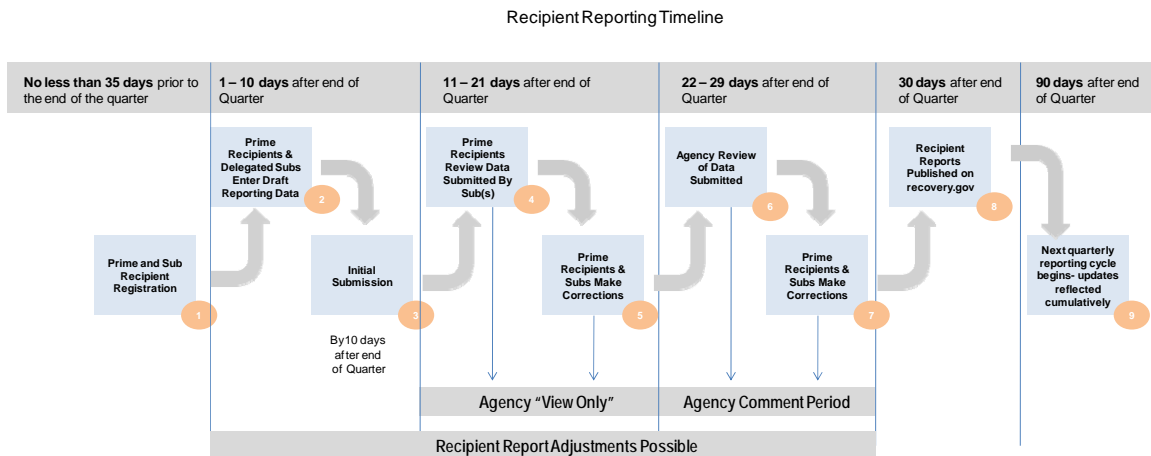 Recipient Reporting Timeline
No less than 35 days prior to
the end of the quarter
1 – 10 days after end of
Quarter
11 – 21 days after end of
Quarter
22 – 29 days after end of
Quarter
30 days after end
of Quarter
90 days after end
of Quarter
Prime and Sub
Recipient
Registration
1
Prime
Recipients &
Delegated Subs
Enter Draft
Reporting Data
2
Initial
Submission
3
By 10 days
after end
of Quarter
Prime
Recipients
Review Data
Submitted By
Sub(s)
4
Prime
Recipients &
Subs Make
Corrections
5
Agency Review
of Data
Submitted
6
Prime
Recipients &
Subs Make
Corrections
7
Recipient
Reports
Published on
recovery.gov
8
Next quarterly
reporting cycle
begins- updates
reflected
cumulatively
9
Agency “View Only”
Agency Comment Period
Recipient Report Adjustments Possible